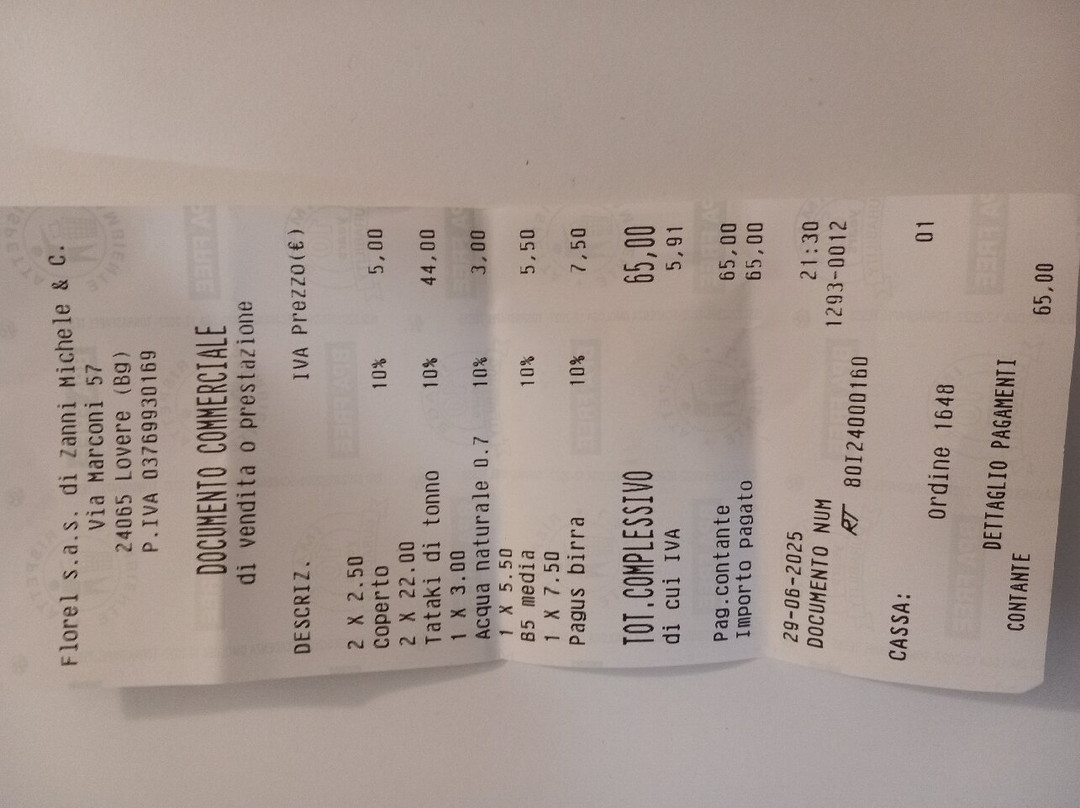 Florel s.a.s. di Zanni Michele & C.
Via Marconi 57
24065 Lovere (Bg)
P.IVA 03769930169
DOCUMENTO COMMERCIALE
di vendita o prestazione
DESCRIZ. IVA Prezzo(€)
2 X 2.50
Coperto 10% 5,00
2 X 22.00
Tataki di tonno 10% 44,00
1 X 3.00
Acqua naturale 0.7 10% 3,00
1 X 5.50
B5 media 10% 5,50
1 X 7.50
Pagus birra 10% 7,50
TOT.COMPLESSIVO 65,00
di cui IVA 5,91
Pag.contante 65,00
Importo pagato 65,00
29-06-2025 21:30
DOCUMENTO NUM 1293-0012
RT 80I24000160
CASSA: 01
Ordine 1648
DETTAGLIO PAGAMENTI
CONTANTE 65,00